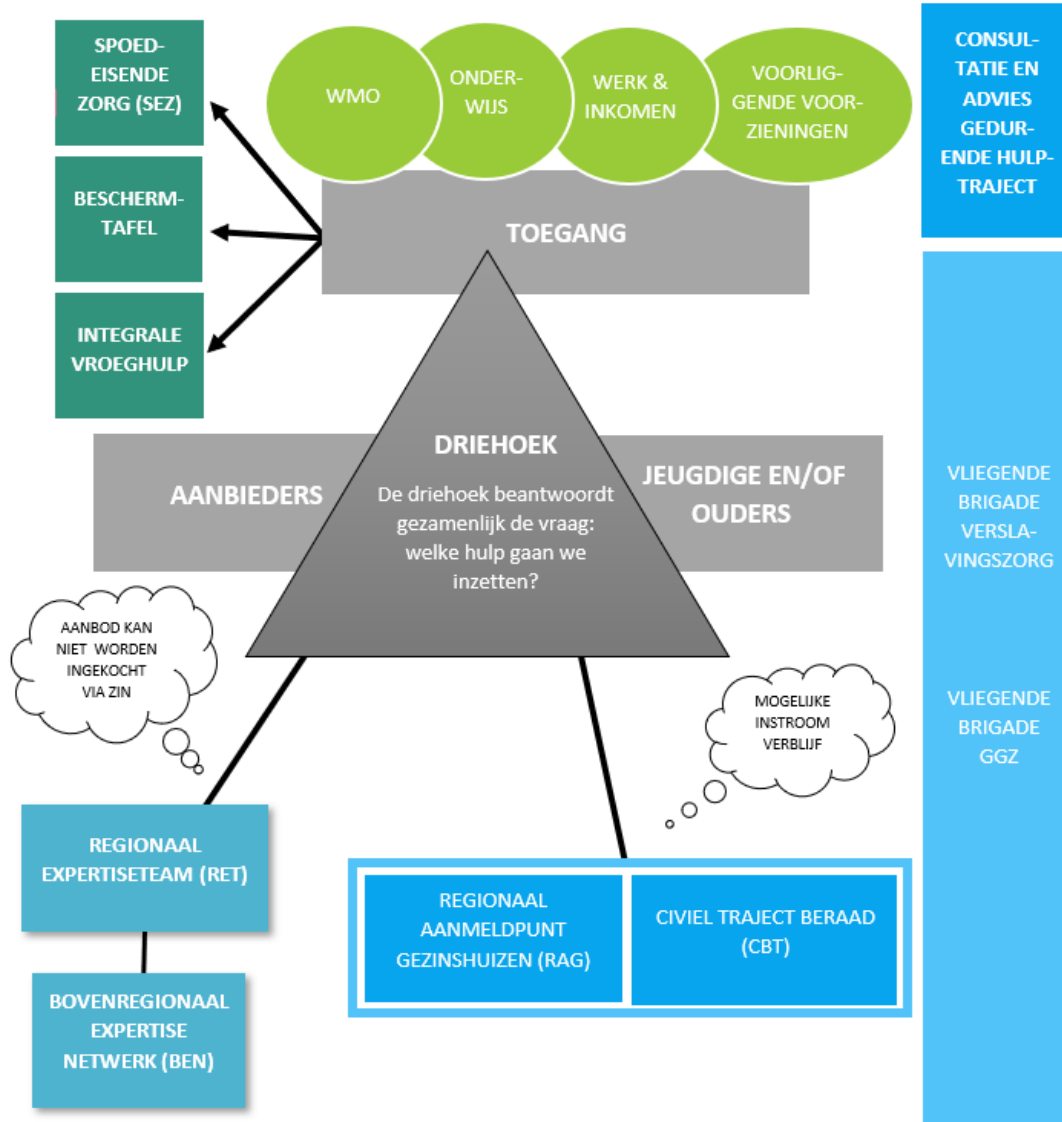 SPOED-
EISENDE
ZORG (SEZ)
BESCHERM-
TAFEL
INTEGRALE
VROEGHULP
WMO
ONDER-
WIJS
WERK &
INKOMEN
VOORLIG-
GENDE VOOR-
ZIENINGEN
CONSUL-
TATIE EN
ADVIES
GEDUR-
ENDE HULP-
TRAJECT
TOEGANG
DRIEHOEK
De driehoek beantwoordt
gezamenlijk de vraag:
welke hulp gaan we
inzetten?
AANBIEDERS
JEUGDIGE EN/OF
OUDERS
VLIEGENDE
BRIGADE
VERSLA-
VINGSZORG
VLIEGENDE
BRIGADE
GGZ
AANBOD KAN
NIET WORDEN
INGEKOCHT
VIA ZIN
MOGELIJKE
INSTROOM
VERBLIJF
REGIONAAL
EXPERTISETEAM (RET)
BOVENREGIONAAL
EXPERTISE
NETWERK (BEN)
REGIONAAL
AANMELDPUNT
GEZINSHUIZEN (RAG)
CIVIEL TRAJECT BERAAD
(CBT)